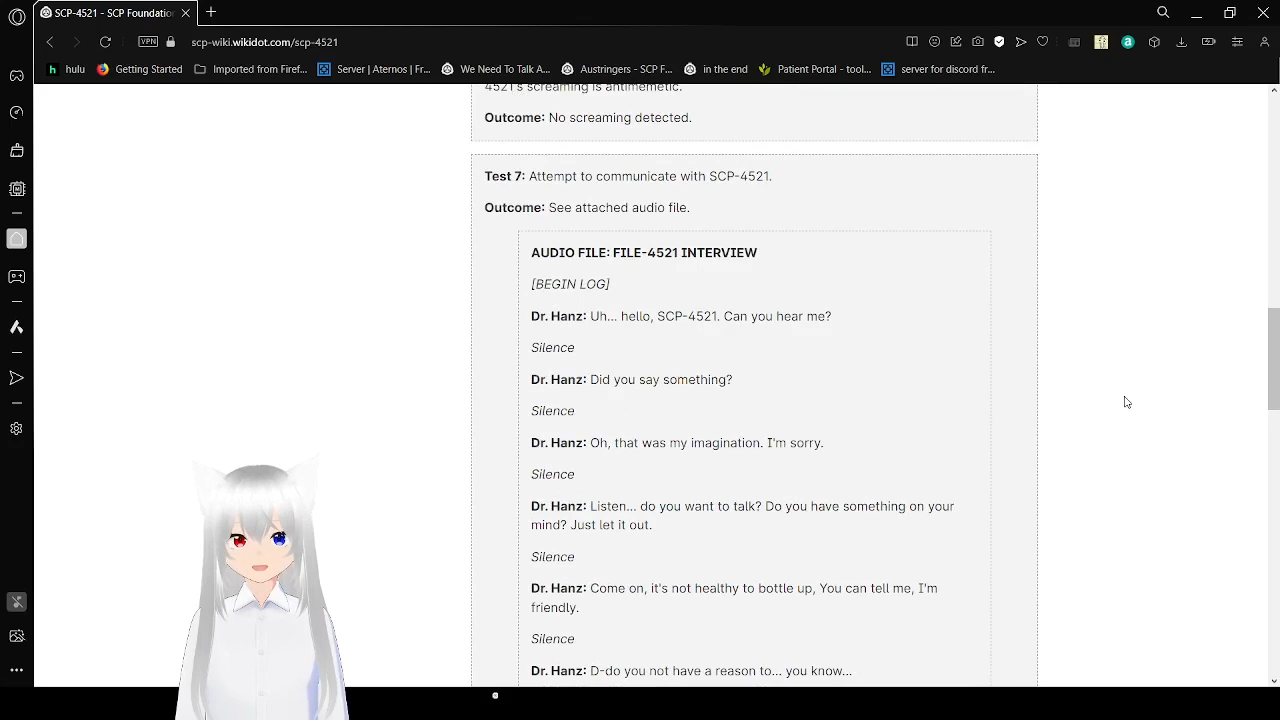 SCP-4521 - SCP Foundation
scp-wiki.wikidot.com/scp-4521
VPN
hulu
Getting Started
Imported from Firef...
Server | Aternos | Fr...
We Need To Talk A...
Austringers - SCP F...
in the end
Patient Portal - tool...
server for discord fr...
4521's screaming is antimemetic.
Outcome: No screaming detected.
Test 7: Attempt to communicate with SCP-4521.
Outcome: See attached audio file.
AUDIO FILE: FILE-4521 INTERVIEW
[BEGIN LOG]
Dr. Hanz: Uh... hello, SCP-4521. Can you hear me?
Silence
Dr. Hanz: Did you say something?
Silence
Dr. Hanz: Oh, that was my imagination. I'm sorry.
Silence
Dr. Hanz: Listen... do you want to talk? Do you have something on your
mind? Just let it out.
Silence
Dr. Hanz: Come on, it's not healthy to bottle up, You can tell me, I'm
friendly.
Silence
Dr. Hanz: D-do you not have a reason to... you know...